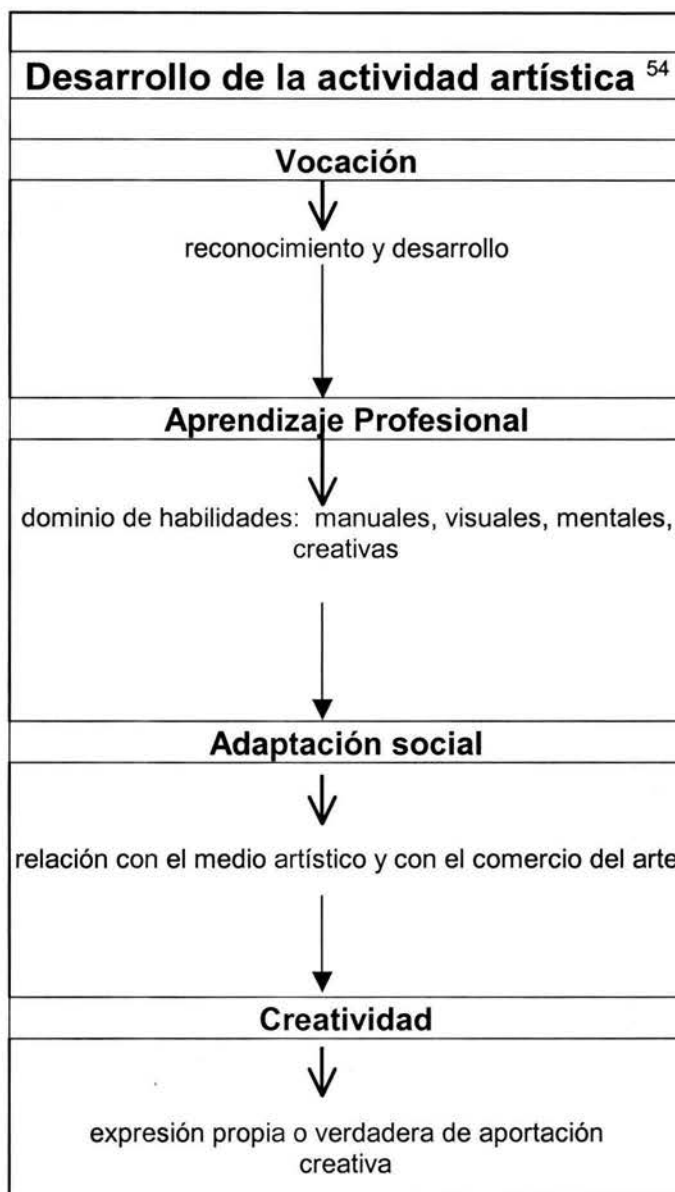 Desarrollo de la actividad artística 54
Vocación
reconocimiento y desarrollo
Aprendizaje Profesional
dominio de habilidades: manuales, visuales, mentales,
creativas
Adaptación social
relación con el medio artístico y con el comercio del arte
Creatividad
expresión propia o verdadera de aportación
creativa